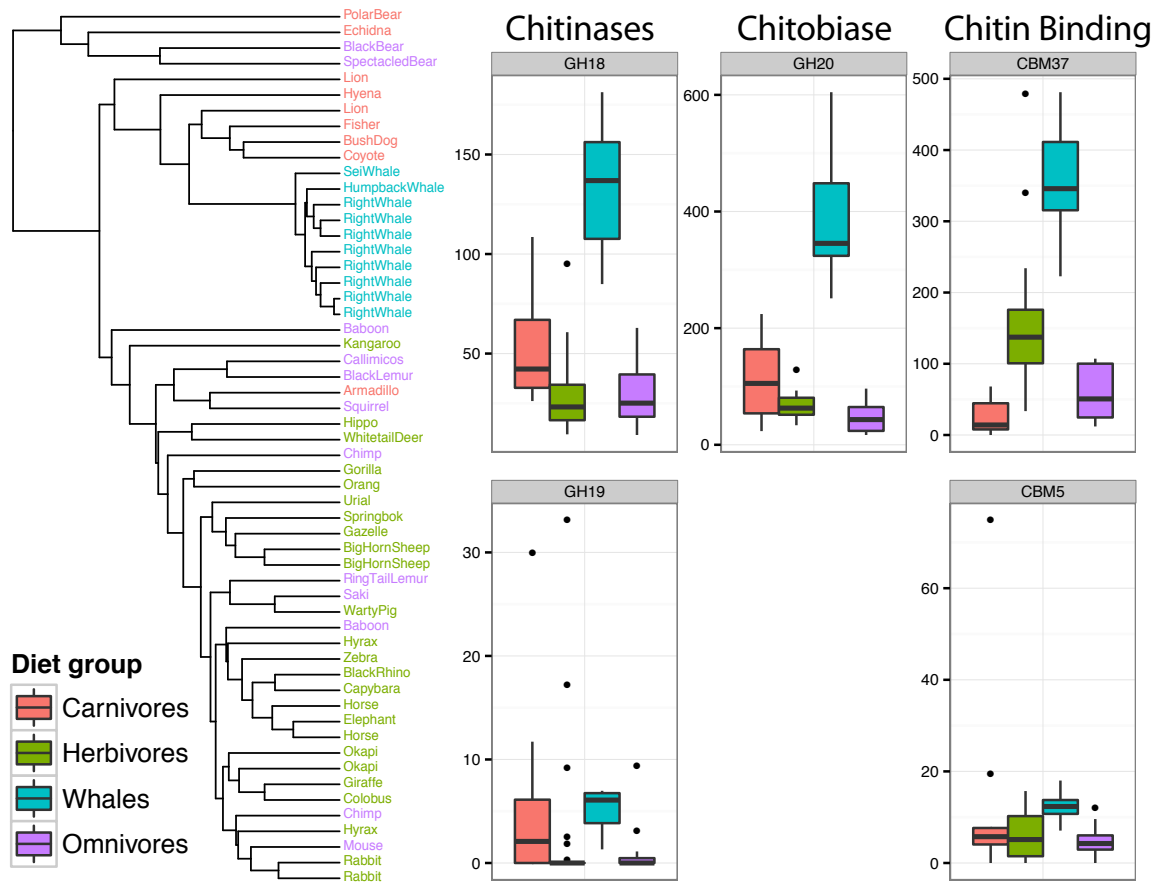 PolarBear
Echidna
BlackBear
SpectacledBear
Lion
Hyena
Lion
Fisher
BushDog
Coyote
SeiWhale
HumpbackWhale
RightWhale
RightWhale
RightWhale
RightWhale
RightWhale
RightWhale
RightWhale
RightWhale
Baboon
Kangaroo
Callimicos
BlackLemur
Armadillo
Squirrel
Hippo
WhitetailDeer
Chimp
Gorilla
Orang
Urial
Springbok
Gazelle
BigHornSheep
BigHornSheep
RingTailLemur
Saki
WartyPig
Baboon
Hyrax
Zebra
BlackRhino
Capybara
Horse
Elephant
Horse
Okapi
Okapi
Giraffe
Colobus
Chimp
Hyrax
Mouse
Rabbit
Rabbit
Diet group
Carnivores
Herbivores
Whales
Omnivores
Chitinases
GH18
150
100
50
Chitobiase
GH20
600
400
200
0
Chitin Binding
CBM37
500
400
300
200
100
0
GH19
30
20
10
0
CBM5
60
40
20
0